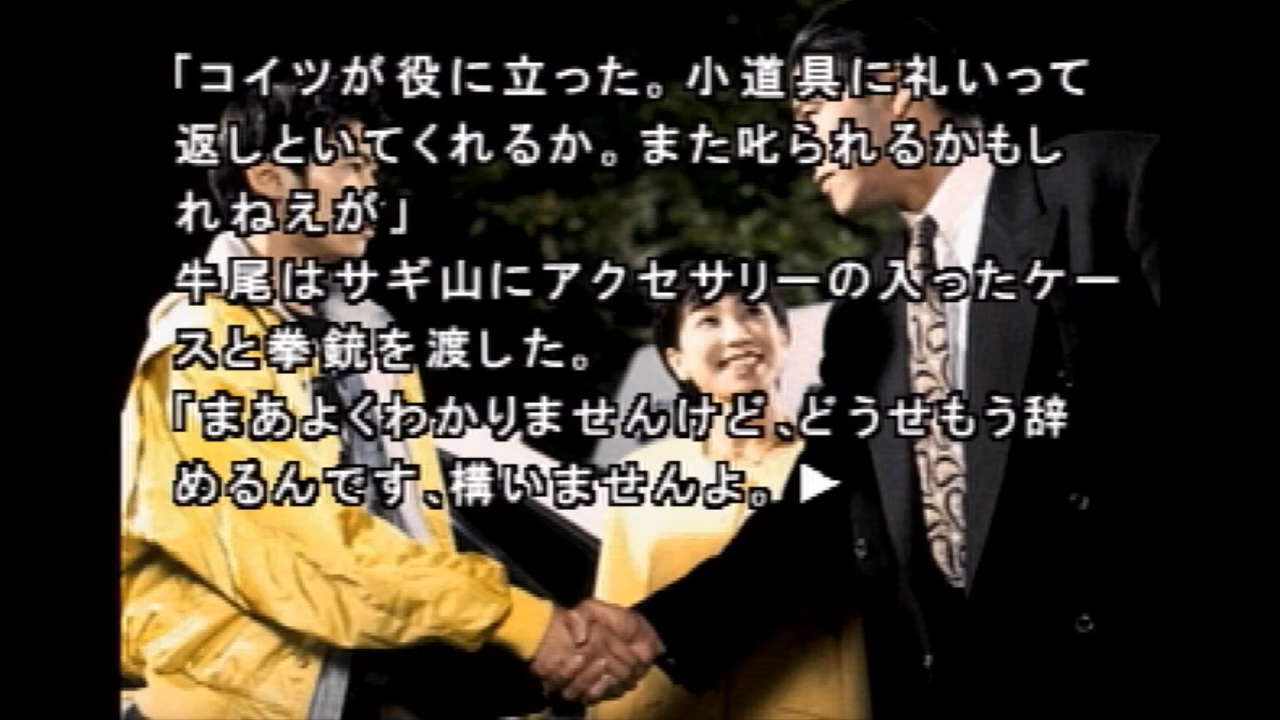 「コイツが役に立った。小道具に礼いって
返しといてくれるか。また叱られるかもし
れねえが」
牛尾はサギ山にアクセサリーの入ったケー
スと拳銃を渡した。
「まあよくわかりませんけど、どうせもう辞
めるんです、構いませんよ。▶